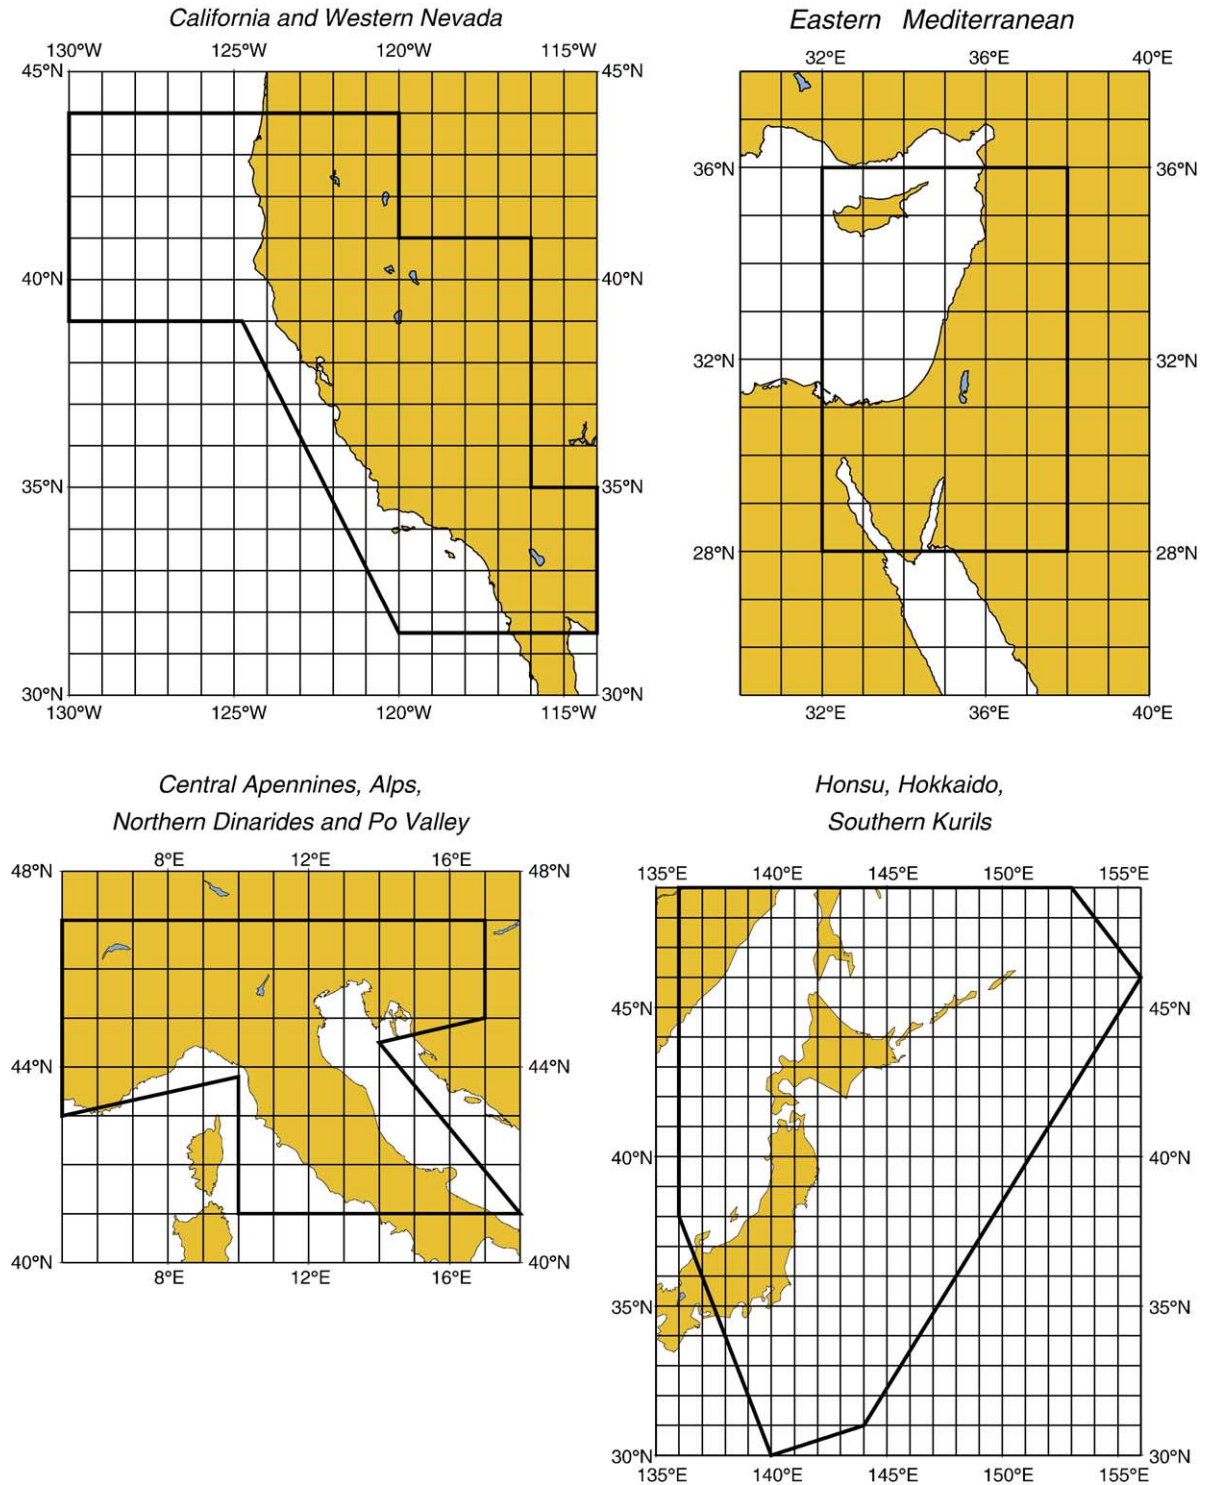 California and Western Nevada
130°W 125°W 120°W 115°W
45°N 45°N
40°N 40°N
35°N 35°N
30°N 30°N
130°W 125°W 120°W 115°W
Eastern Mediterranean
32°E 36°E 40°E
36°N 36°N
32°N 32°N
28°N 28°N
32°E 36°E 40°E
Central Apennines, Alps,
Northern Dinarides and Po Valley
8°E 12°E 16°E
48°N 48°N
44°N 44°N
40°N 40°N
8°E 12°E 16°E
Honsu, Hokkaido,
Southern Kurils
135°E 140°E 145°E 150°E 155°E
45°N 45°N
40°N 40°N
35°N 35°N
30°N 30°N
135°E 140°E 145°E 150°E 155°E